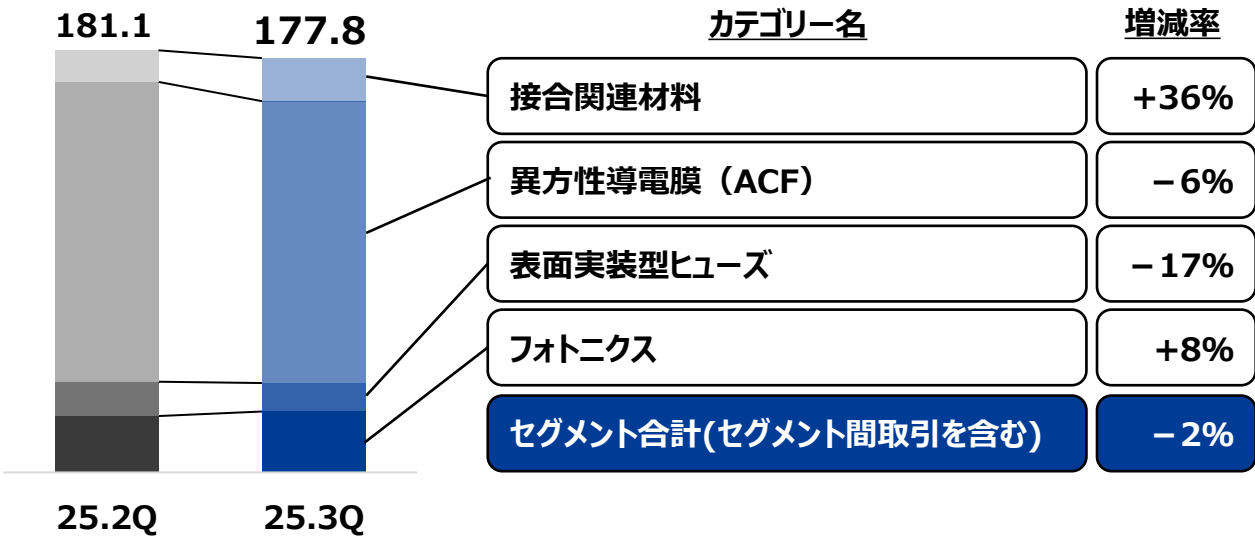 181.1
177.8
カテゴリー名
増減率
接合関連材料
+36%
異方性導電膜（ACF）
－6%
表面実装型ヒューズ
－17%
フォトニクス
+8%
セグメント合計(セグメント間取引を含む)
－2%
25.2Q
25.3Q